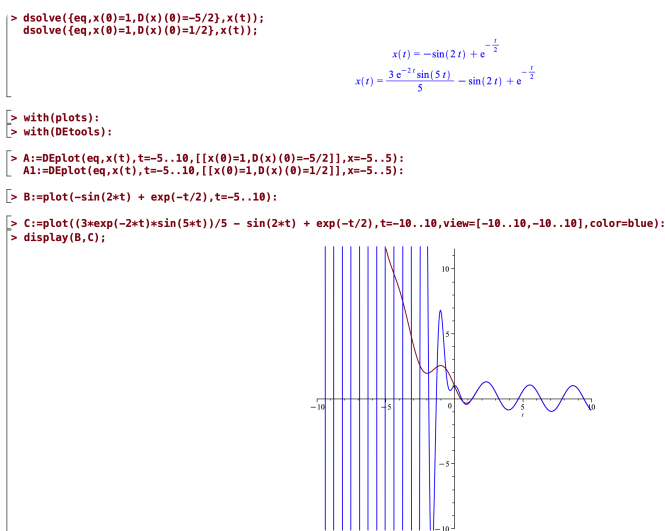 > dsolve({eq,x(0)=1,D(x)(0)=-5/2},x(t));
dsolve({eq,x(0)=1,D(x)(0)=1/2},x(t));
x(t) = −sin(2 t) + e^(−t/2)
x(t) = 3 e^(−2 t) sin(5 t)/5 − sin(2 t) + e^(−t/2)
> with(plots):
> with(DEtools):
> A:=DEplot(eq,x(t),t=-5..10,[[x(0)=1,D(x)(0)=-5/2]],x=-5..5):
A1:=DEplot(eq,x(t),t=-5..10,[[x(0)=1,D(x)(0)=1/2]],x=-5..5):
> B:=plot(-sin(2*t) + exp(-t/2),t=-5..10):
> C:=plot((3*exp(-2*t)*sin(5*t))/5 - sin(2*t) + exp(-t/2),t=-10..10,view=[-10..10,-10..10],color=blue):
> display(B,C);
10
5
−10 −5 0 5 10
t
−5
−10